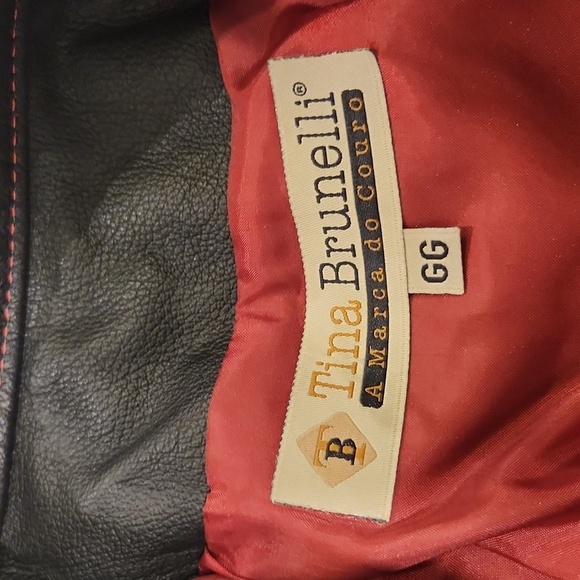 TB
Tina Brunelli®
A Marca do Couro
GG